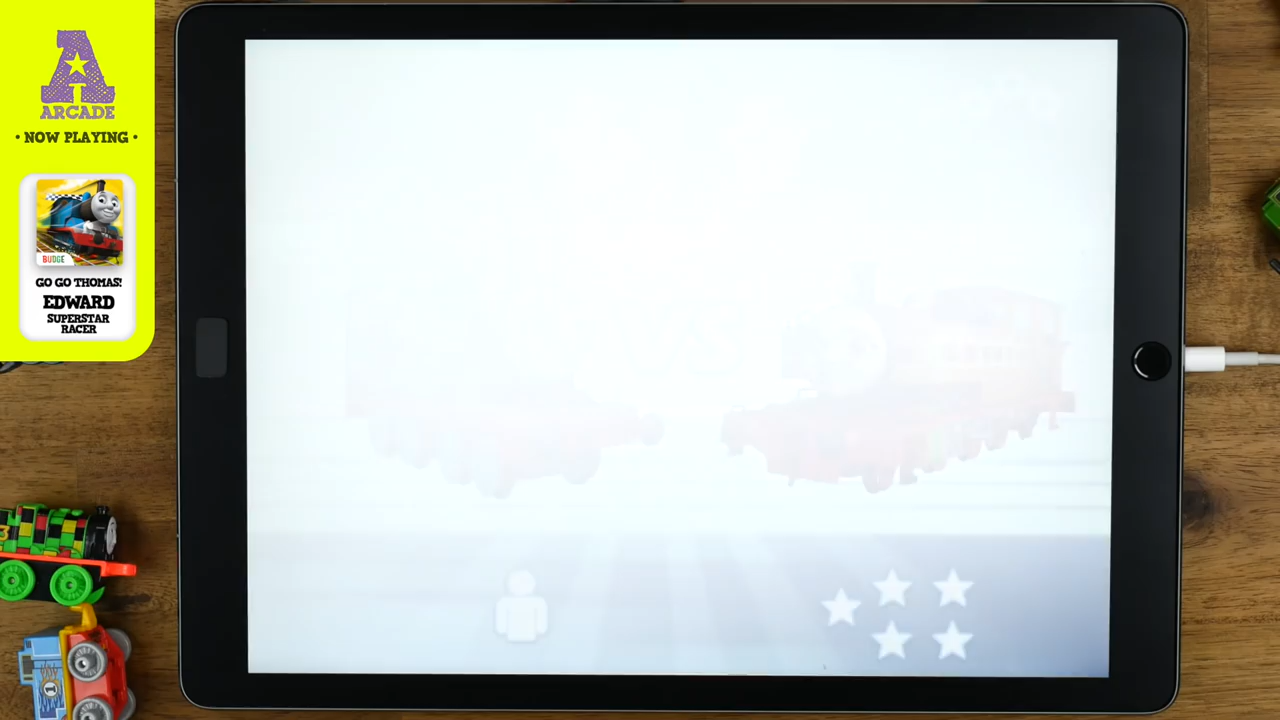 A
ARCADE
• NOW PLAYING •
BUDGE
GO GO THOMAS!
EDWARD
SUPERSTAR
RACER